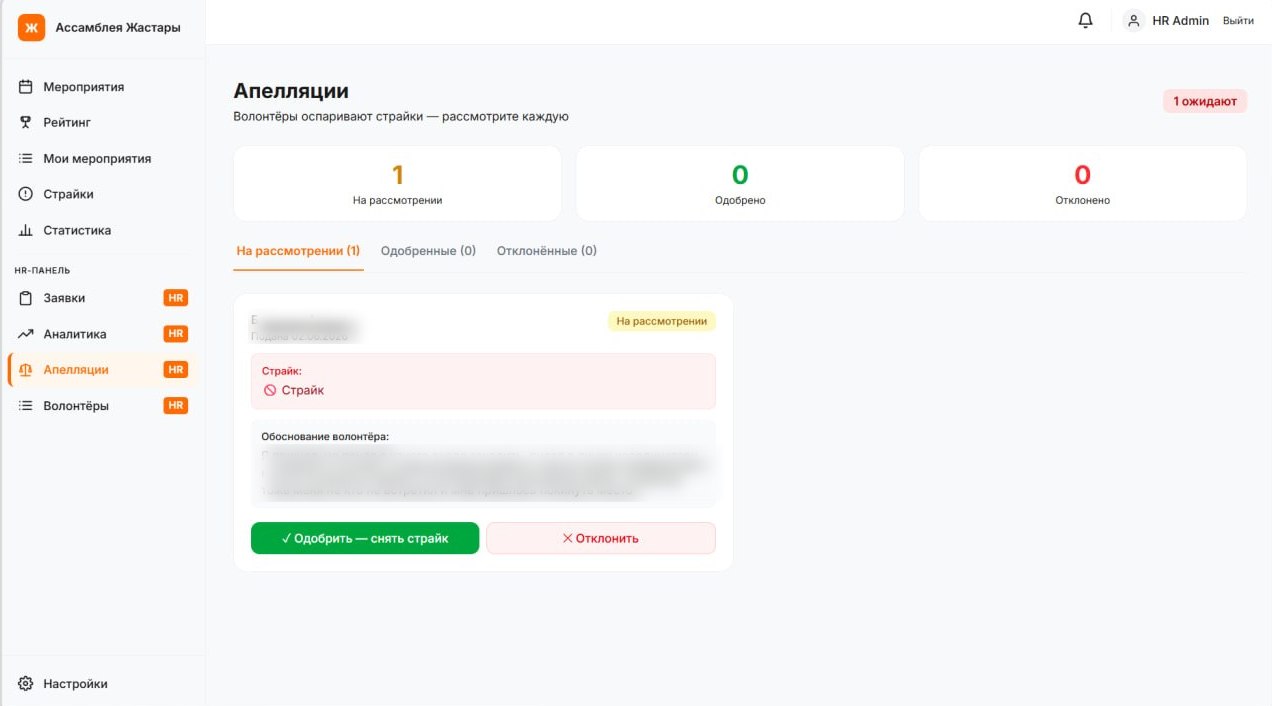 Ж Ассамблея Жастары
HR Admin Выйти
Мероприятия
Рейтинг
Мои мероприятия
Страйки
Статистика
HR-ПАНЕЛЬ
Заявки HR
Аналитика HR
Апелляции HR
Волонтёры HR
Настройки
Апелляции
Волонтёры оспаривают страйки — рассмотрите каждую
1 ожидают
1
На рассмотрении
0
Одобрено
0
Отклонено
На рассмотрении (1) Одобренные (0) Отклонённые (0)
На рассмотрении
Страйк:
Страйк
Обоснование волонтёра:
✓ Одобрить — снять страйк
✕ Отклонить